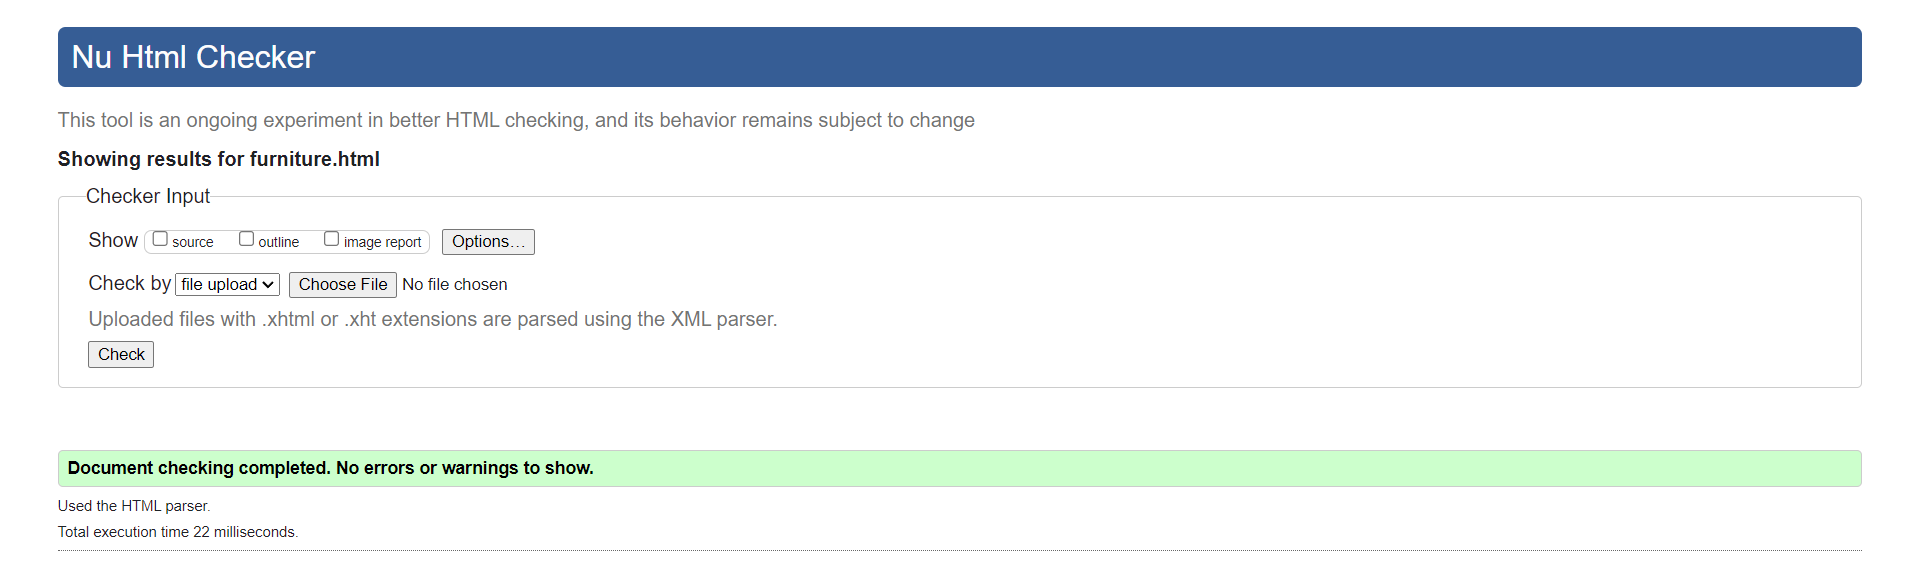 Nu Html Checker
This tool is an ongoing experiment in better HTML checking, and its behavior remains subject to change
Showing results for furniture.html
Checker Input
Show source outline image report Options...
Check by file upload Choose File No file chosen
Uploaded files with .xhtml or .xht extensions are parsed using the XML parser.
Check
Document checking completed. No errors or warnings to show.
Used the HTML parser.
Total execution time 22 milliseconds.